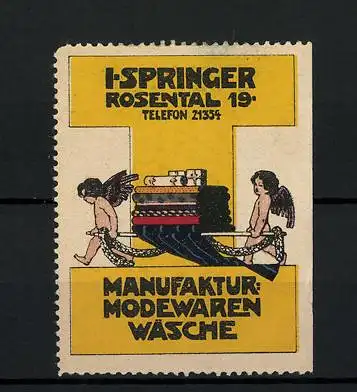 I·SPRINGER
ROSENTAL 19·
TELEFON 21354
MANUFAKTUR:
MODEWAREN
WÄSCHE